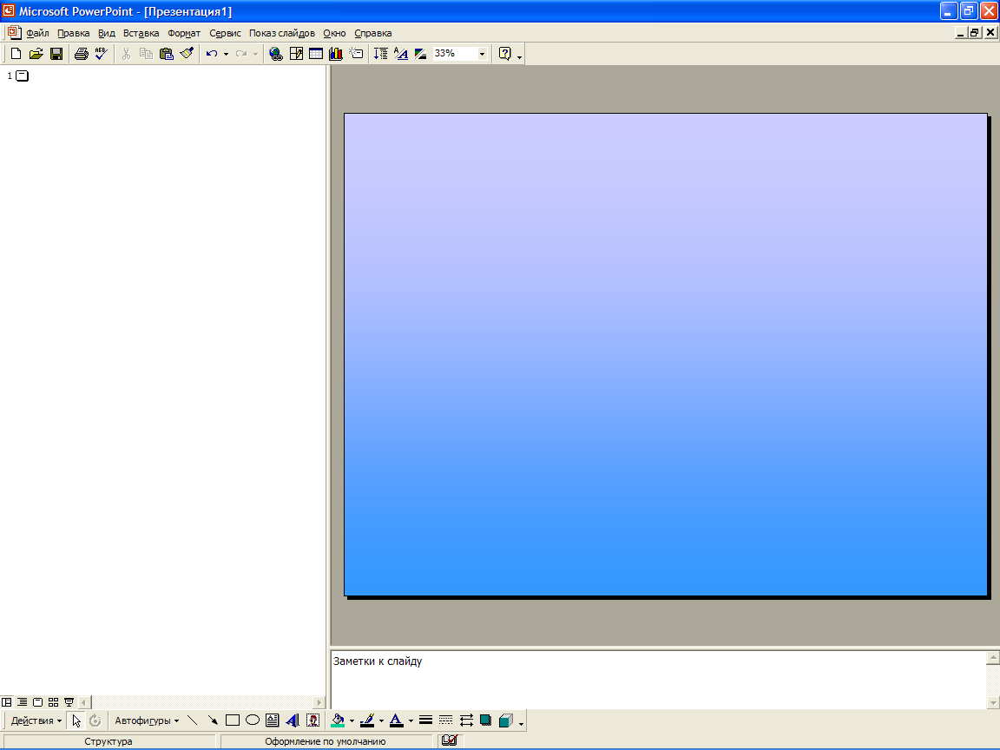 Microsoft PowerPoint - [Презентация1]
Файл Правка Вид Вставка Формат Сервис Показ слайдов Окно Справка
33%
1
Заметки к слайду
Действия Автофигуры
Структура Оформление по умолчанию